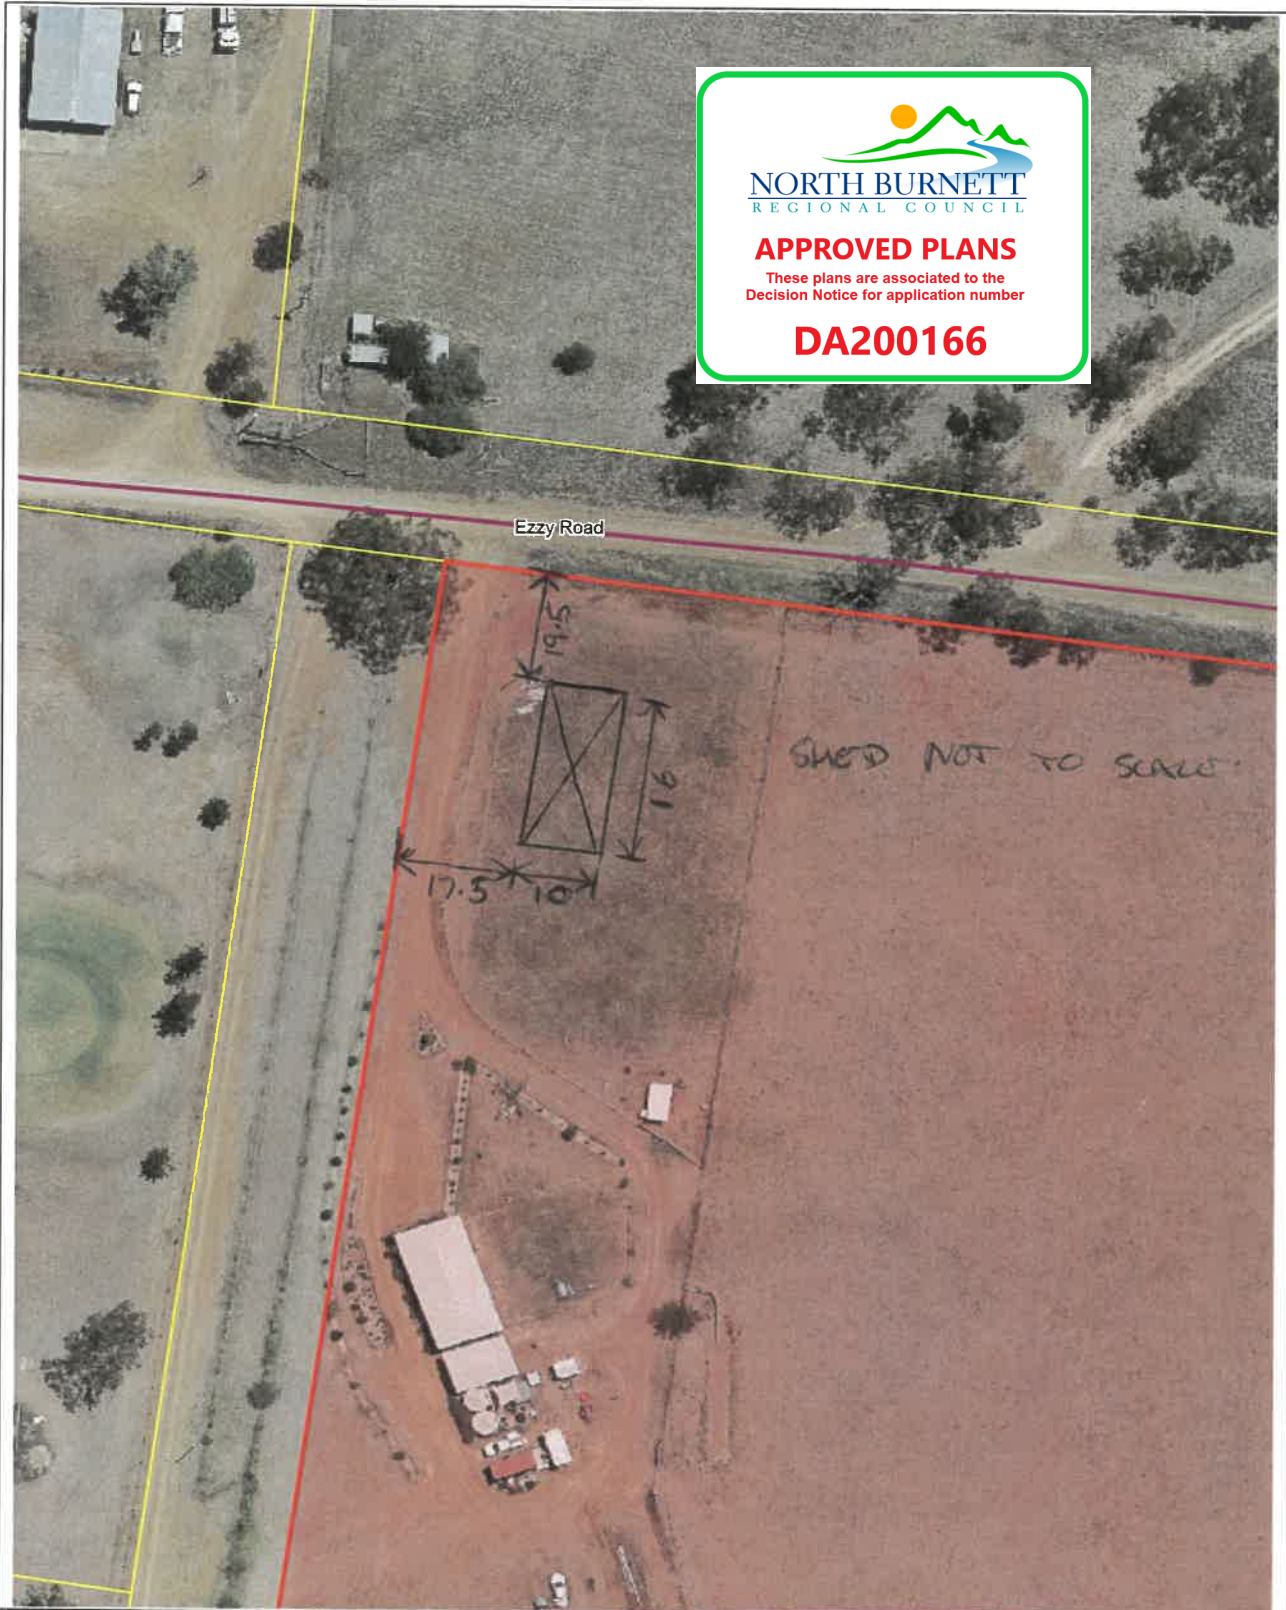 NORTH BURNETT
REGIONAL COUNCIL
APPROVED PLANS
These plans are associated to the
Decision Notice for application number
DA200166
Ezzy Road
19.5
16
SHED NOT TO SCALE
17.5
10